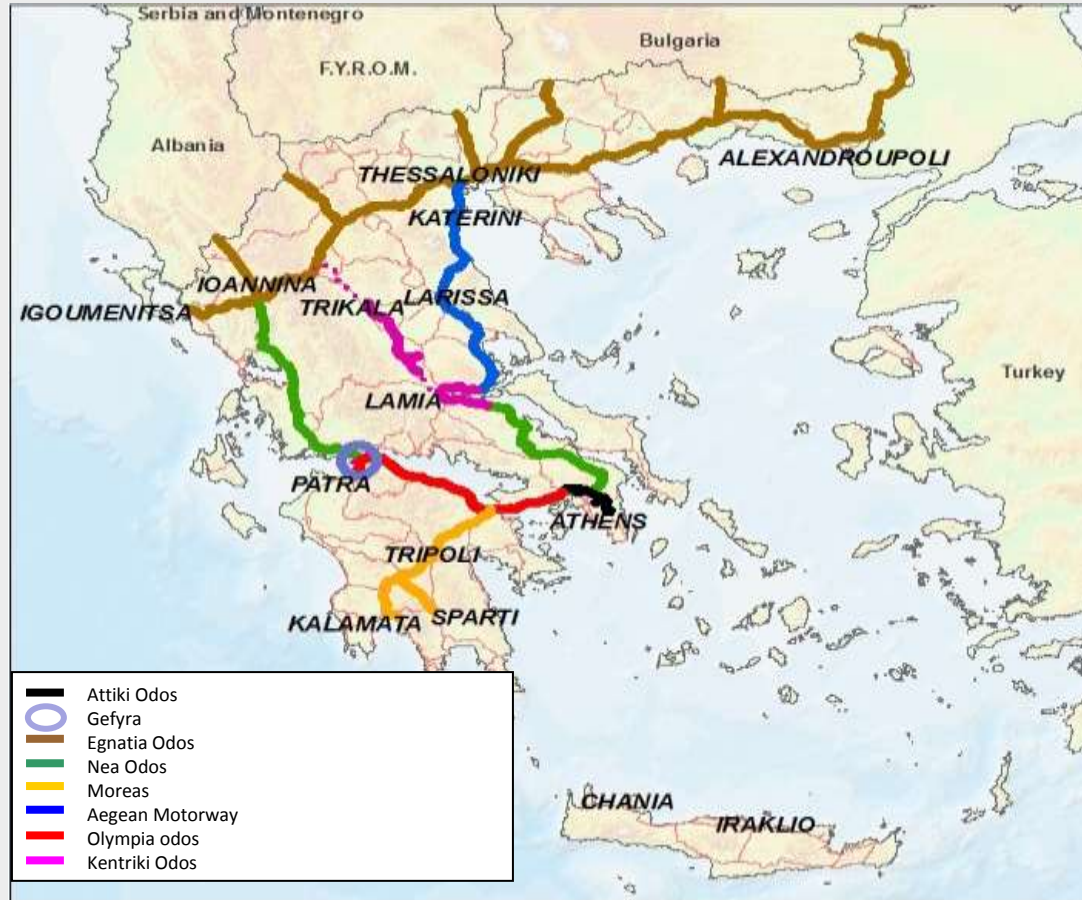 Serbia and Montenegro
Bulgaria
F.Y.R.O.M.
Albania
ALEXANDROUPOLI
THESSALONIKI
KATERINI
IOANNINA
LARISSA
TRIKALA
IGOUMENITSA
Turkey
LAMIA
PATRA
ATHENS
TRIPOLI
SPARTI
KALAMATA
Attiki Odos
Gefyra
Egnatia Odos
Nea Odos
Moreas
Aegean Motorway
Olympia odos
Kentriki Odos
CHANIA
IRAKLIO